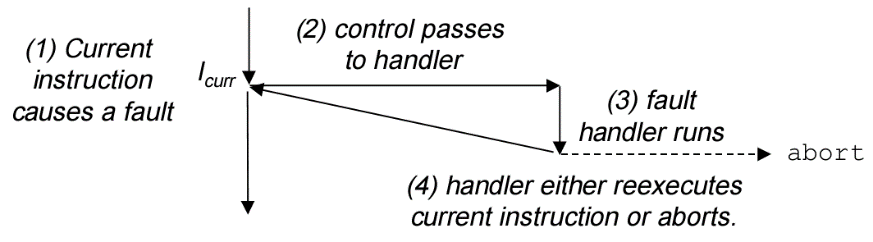 (1) Current
instruction
causes a fault
I curr
(2) control passes
to handler
(3) fault
handler runs
abort
(4) handler either reexecutes
current instruction or aborts.